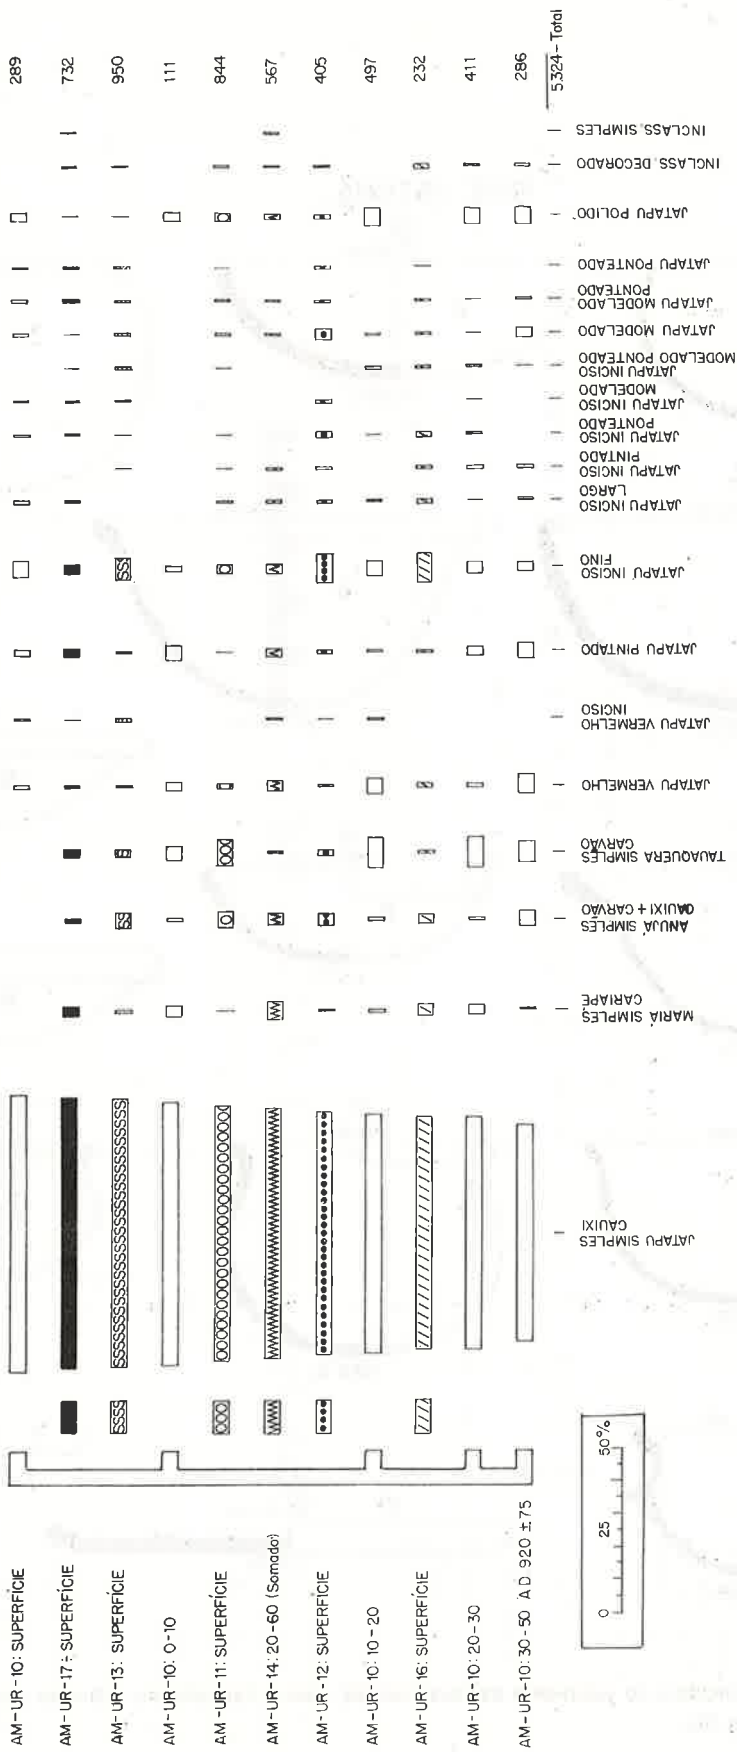 AM-UR-10: SUPERFÍCIE 289
AM-UR-17: SUPERFÍCIE 732
AM-UR-13: SUPERFÍCIE 950
AM-UR-10: 0-10 111
AM-UR-11: SUPERFÍCIE 844
AM-UR-14: 20-60 (Somado) 567
AM-UR-12: SUPERFÍCIE 405
AM-UR-10: 10-20 497
AM-UR-16: SUPERFÍCIE 232
AM-UR-10: 20-30 411
AM-UR-10: 30-50 A D 920 ± 75 286
5.324 - Total
JATAPU SIMPLES
CAUIXI
MARIÁ SIMPLES
CARIAPÉ
ANUJÁ SIMPLES
CAUIXI + CARVÃO
TAUAQUERA SIMPLES
CARVÃO
JATAPU VERMELHO
JATAPU VERMELHO
INCISO
JATAPU PINTADO
JATAPU INCISO
FINO
JATAPU INCISO
LARGO
JATAPU INCISO
PINTADO
JATAPU INCISO
PONTEADO
JATAPU INCISO
MODELADO
JATAPU INCISO
MODELADO PONTEADO
JATAPU MODELADO
JATAPU MODELADO
PONTEADO
JATAPU PONTEADO
JATAPU POLIDO
INCLASS. DECORADO
INCLASS. SIMPLES
0 25 50%